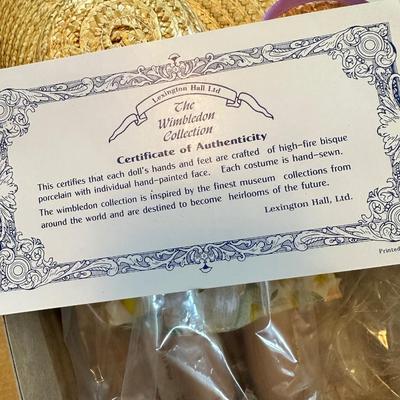 Lexington Hall Ltd
The
Wimbledon
Collection
Certificate of Authenticity
This certifies that each doll's hands and feet are crafted of high-fire bisque
porcelain with individual hand-painted face. Each costume is hand-sewn.
The wimbledon collection is inspired by the finest museum collections from
around the world and are destined to become heirlooms of the future.
Lexington Hall, Ltd.
Printed